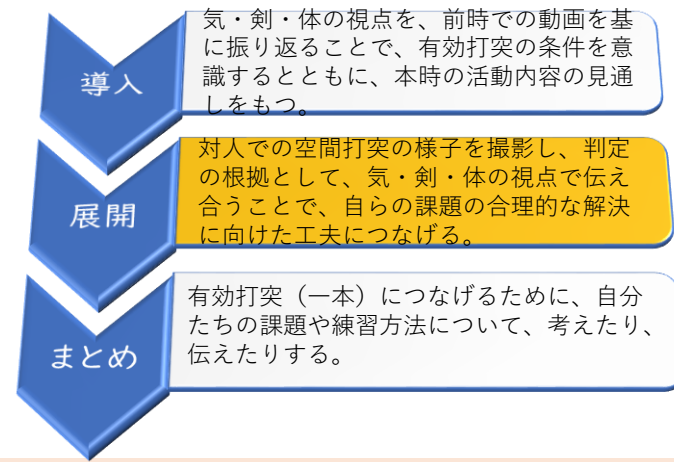 導入
気・剣・体の視点を、前時での動画を基
に振り返ることで、有効打突の条件を意
識するとともに、本時の活動内容の見通
しをもつ。
展開
対人での空間打突の様子を撮影し、判定
の根拠として、気・剣・体の視点で伝え
合うことで、自らの課題の合理的な解決
に向けた工夫につなげる。
まとめ
有効打突（一本）につなげるために、自分
たちの課題や練習方法について、考えたり、
伝えたりする。